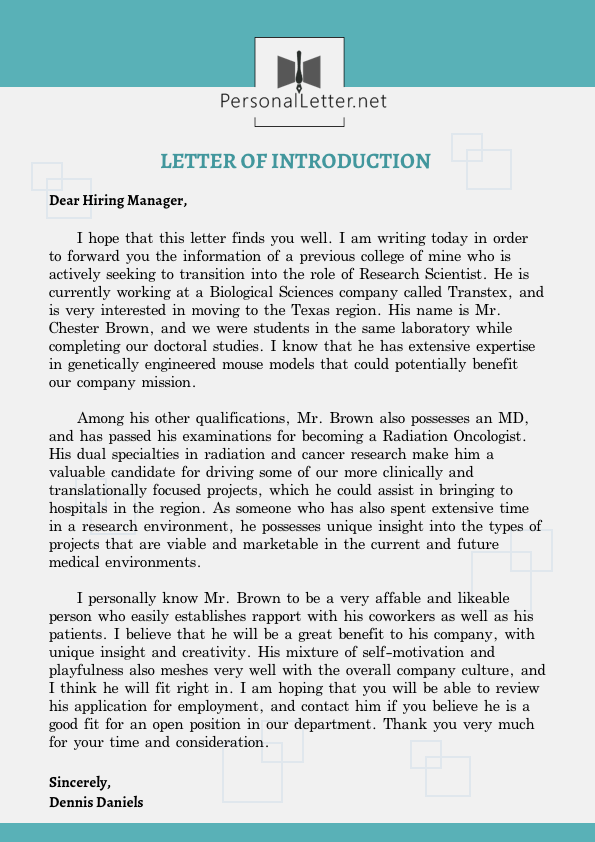 PersonalLetter.net
LETTER OF INTRODUCTION
Dear Hiring Manager,
I hope that this letter finds you well. I am writing today in order
to forward you the information of a previous college of mine who is
actively seeking to transition into the role of Research Scientist. He is
currently working at a Biological Sciences company called Transtex, and
is very interested in moving to the Texas region. His name is Mr.
Chester Brown, and we were students in the same laboratory while
completing our doctoral studies. I know that he has extensive expertise
in genetically engineered mouse models that could potentially benefit
our company mission.
Among his other qualifications, Mr. Brown also possesses an MD,
and has passed his examinations for becoming a Radiation Oncologist.
His dual specialties in radiation and cancer research make him a
valuable candidate for driving some of our more clinically and
translationally focused projects, which he could assist in bringing to
hospitals in the region. As someone who has also spent extensive time
in a research environment, he possesses unique insight into the types of
projects that are viable and marketable in the current and future
medical environments.
I personally know Mr. Brown to be a very affable and likeable
person who easily establishes rapport with his coworkers as well as his
patients. I believe that he will be a great benefit to his company, with
unique insight and creativity. His mixture of self-motivation and
playfulness also meshes very well with the overall company culture, and
I think he will fit right in. I am hoping that you will be able to review
his application for employment, and contact him if you believe he is a
good fit for an open position in our department. Thank you very much
for your time and consideration.
Sincerely,
Dennis Daniels